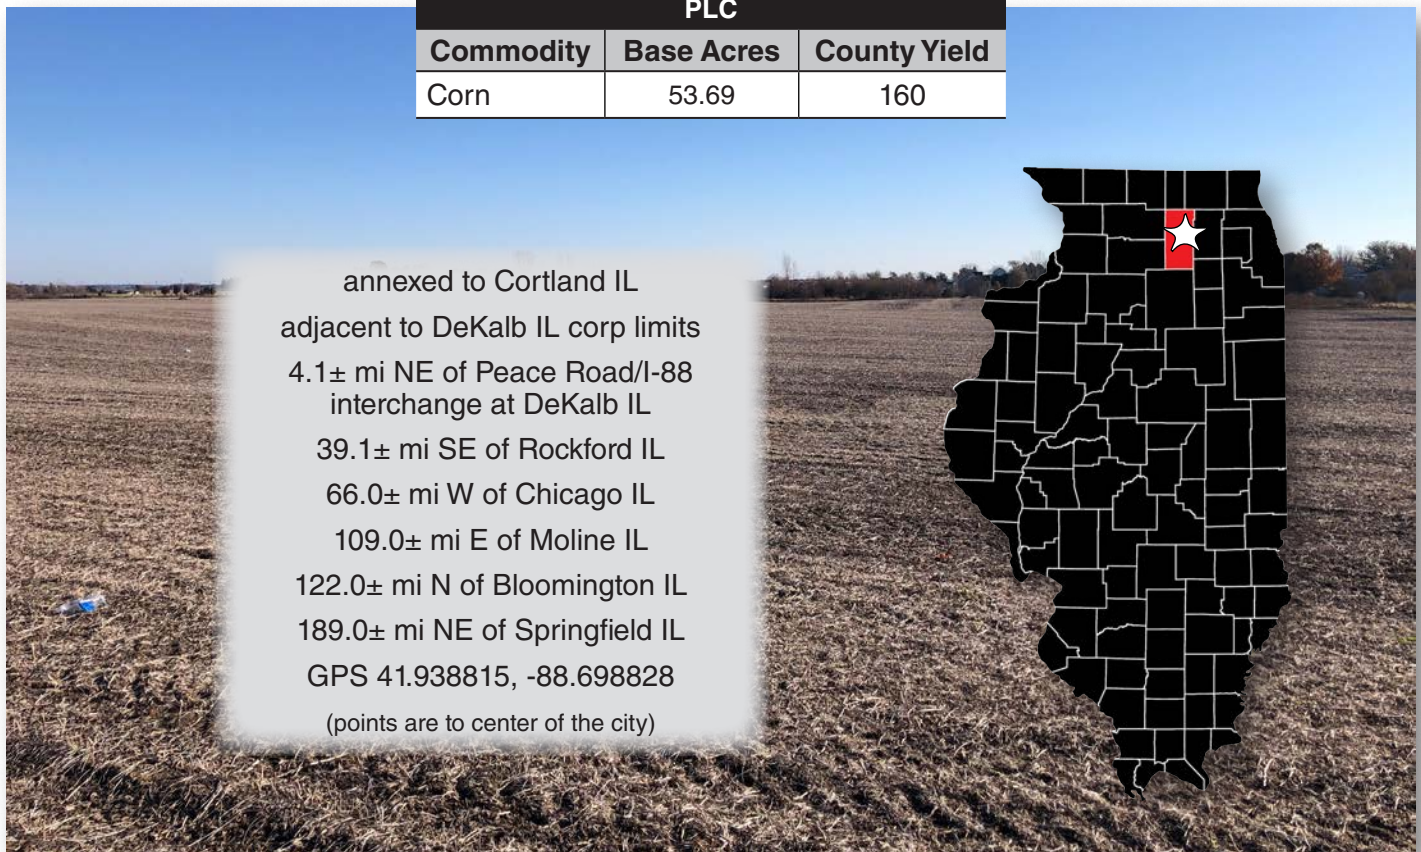 PLC
Commodity Base Acres County Yield
Corn 53.69 160
annexed to Cortland IL
adjacent to DeKalb IL corp limits
4.1± mi NE of Peace Road/I-88
interchange at DeKalb IL
39.1± mi SE of Rockford IL
66.0± mi W of Chicago IL
109.0± mi E of Moline IL
122.0± mi N of Bloomington IL
189.0± mi NE of Springfield IL
GPS 41.938815, -88.698828
(points are to center of the city)